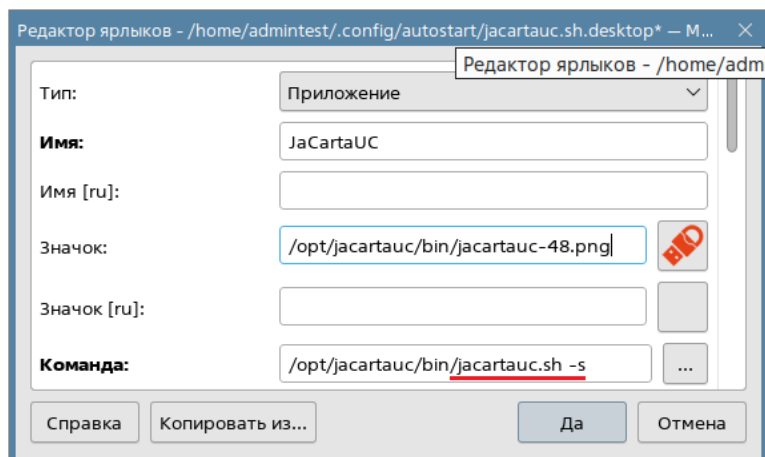 Редактор ярлыков - /home/admintest/.config/autostart/jacartauc.sh.desktop* — М...
Редактор ярлыков - /home/adm
Тип:
Приложение
Имя:
JaCartaUC
Имя [ru]:
Значок:
/opt/jacartauc/bin/jacartauc-48.png
Значок [ru]:
Команда:
/opt/jacartauc/bin/jacartauc.sh -s
...
Справка
Копировать из...
Да
Отмена